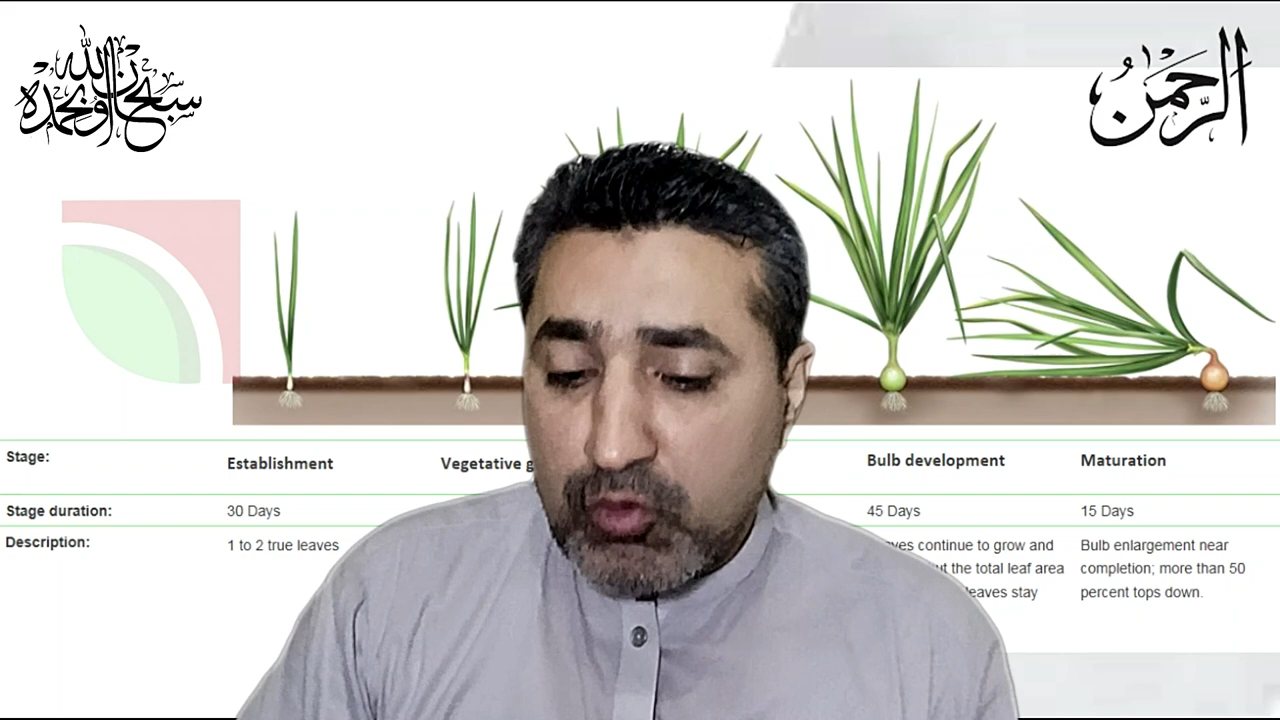 سبحان الله وبحمده
الرحمن
Stage:
Establishment
Vegetative g
Bulb development
Maturation
Stage duration:
30 Days
45 Days
15 Days
Description:
1 to 2 true leaves
continue to grow and
the total leaf area
leaves stay
Bulb enlargement near
completion; more than 50
percent tops down.